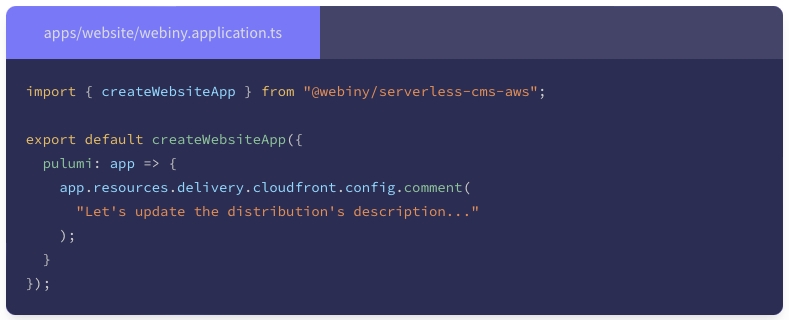 apps/website/webiny.application.ts
import { createWebsiteApp } from "@webiny/serverless-cms-aws";
export default createWebsiteApp({
  pulumi: app => {
    app.resources.delivery.cloudfront.config.comment(
      "Let's update the distribution's description..."
    );
  }
});